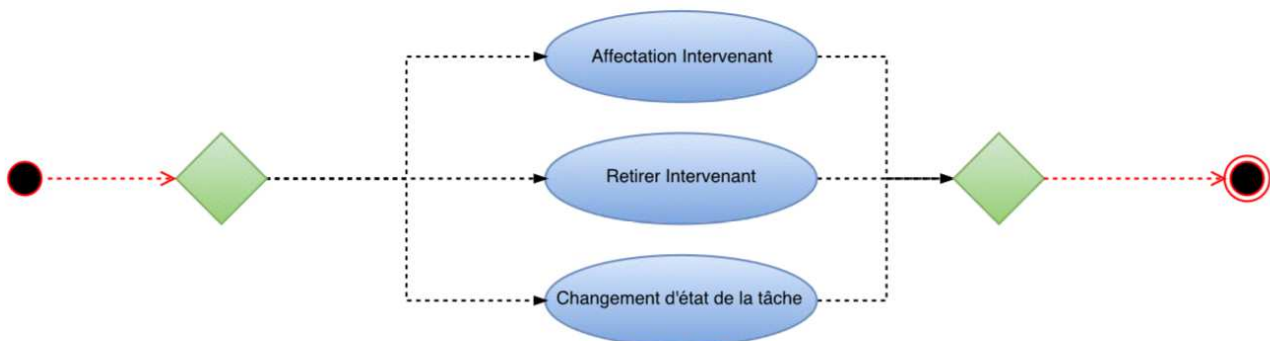 Affectation Intervenant
Retirer Intervenant
Changement d'état de la tâche